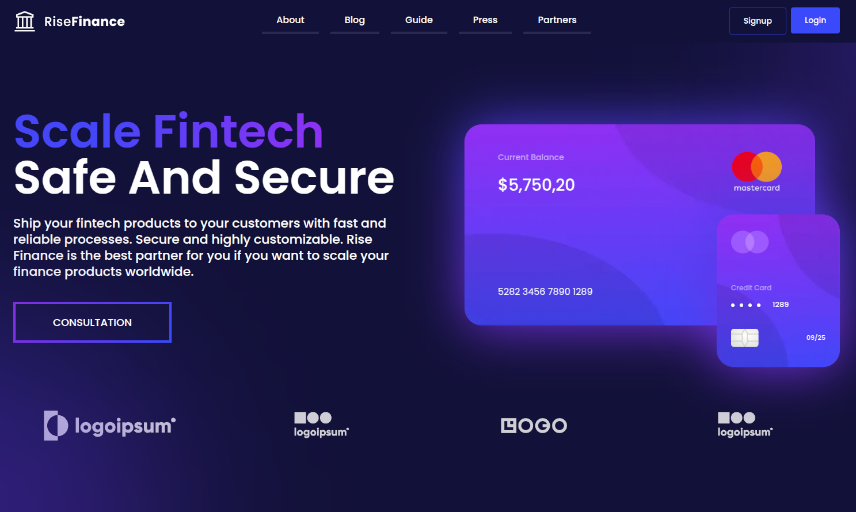 RiseFinance
About
Blog
Guide
Press
Partners
Signup
Login
Scale Fintech
Safe And Secure
Ship your fintech products to your customers with fast and
reliable processes. Secure and highly customizable. Rise
Finance is the best partner for you if you want to scale your
finance products worldwide.
CONSULTATION
Current Balance
$5,750,20
mastercard
5282 3456 7890 1289
Credit Card
•••• 1289
09/25
logoipsum
logoipsum
LOGO
logoipsum